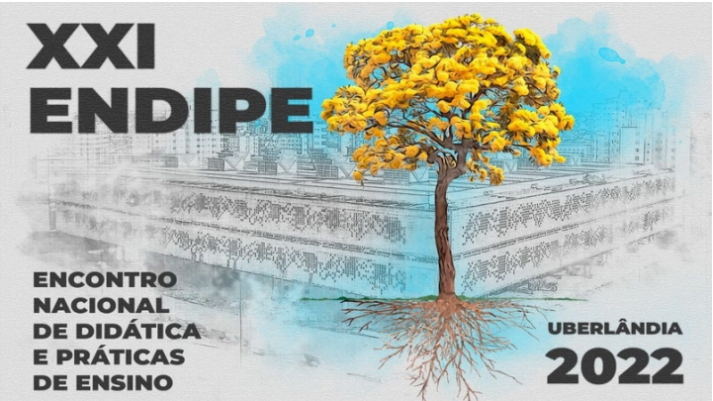 XXI
ENDIPE
ENCONTRO
NACIONAL
DE DIDÁTICA
E PRÁTICAS
DE ENSINO
UBERLÂNDIA
2022